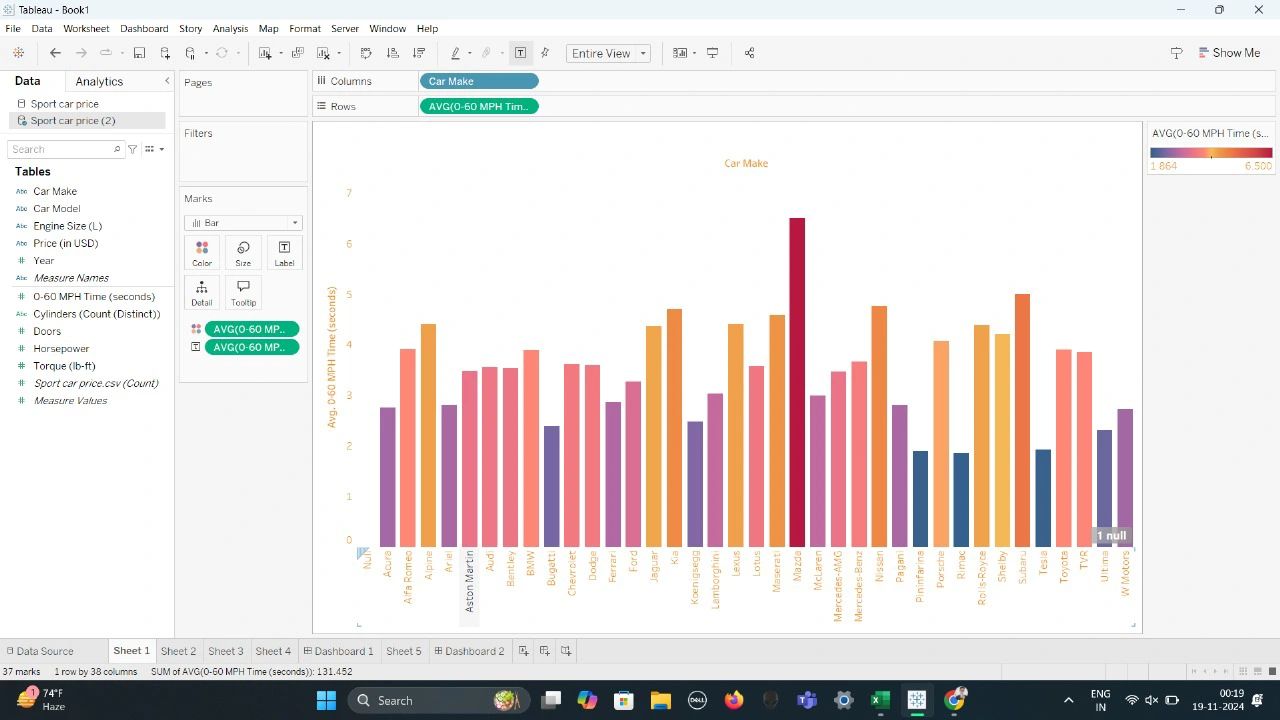 Tableau - Book1
File Data Worksheet Dashboard Story Analysis Map Format Server Window Help
Entire View
Show Me
Data Analytics
Pages
Columns Car Make
Rows AVG(0-60 MPH Tim..
Sport car price
Sport car price (2)
Search
Tables
Abc Car Make
Abc Car Model
Abc Engine Size (L)
Abc Price (in USD)
# Year
Abc Measure Names
# 0-60 MPH Time (seconds)
Abc Cylinders (Count (Distinct))
# Doors
# Horsepower
# Torque (lb-ft)
# Sport car price.csv (Count)
# Measure Values
Filters
Marks
Bar
Color Size Label
Detail Tooltip
AVG(0-60 MP..
AVG(0-60 MP..
Car Make
Avg. 0-60 MPH Time (seconds)
7
6
5
4
3
2
1
0
Null
Acura
Alfa Romeo
Alpine
Ariel
Aston Martin
Audi
Bentley
BMW
Bugatti
Chevrolet
Dodge
Ferrari
Ford
Jaguar
Kia
Koenigsegg
Lamborghini
Lexus
Lotus
Maserati
Mazda
McLaren
Mercedes-AMG
Mercedes-Benz
Nissan
Pagani
Pininfarina
Porsche
Rimac
Rolls-Royce
Shelby
Subaru
Tesla
Toyota
TVR
Ultima
W Motors
1 null
AVG(0-60 MPH Time (s...
1.864 6.500
Data Source Sheet 1 Sheet 2 Sheet 3 Sheet 4 Dashboard 1 Sheet 5 Dashboard 2
37 marks 1 row by 38 columns SUM of AVG(0-60 MPH Time (seconds)): 131.452
1
74°F
Haze
Search
DELL
ENG
IN
00:19
19-11-2024